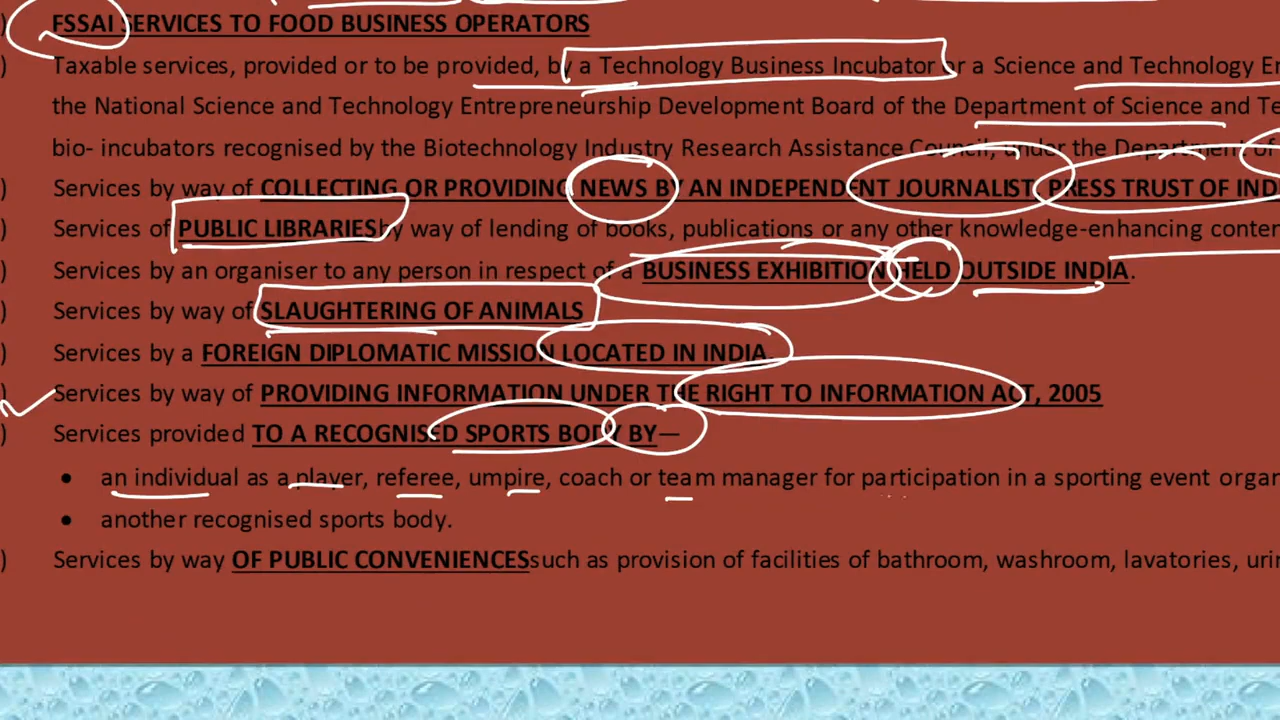 ) FSSAI SERVICES TO FOOD BUSINESS OPERATORS
) Taxable services, provided or to be provided, by a Technology Business Incubator or a Science and Technology
the National Science and Technology Entrepreneurship Development Board of the Department of Science and
bio- incubators recognised by the Biotechnology Industry Research Assistance Council, under the Department of
) Services by way of COLLECTING OR PROVIDING NEWS BY AN INDEPENDENT JOURNALIST, PRESS TRUST OF
) Services of PUBLIC LIBRARIES by way of lending of books, publications or any other knowledge-enhancing
) Services by an organiser to any person in respect of a BUSINESS EXHIBITION HELD OUTSIDE INDIA.
) Services by way of SLAUGHTERING OF ANIMALS
) Services by a FOREIGN DIPLOMATIC MISSION LOCATED IN INDIA.
) Services by way of PROVIDING INFORMATION UNDER THE RIGHT TO INFORMATION ACT, 2005
) Services provided TO A RECOGNISED SPORTS BODY BY—
• an individual as a player, referee, umpire, coach or team manager for participation in a sporting event
• another recognised sports body.
) Services by way OF PUBLIC CONVENIENCES such as provision of facilities of bathroom, washroom, lavatories,